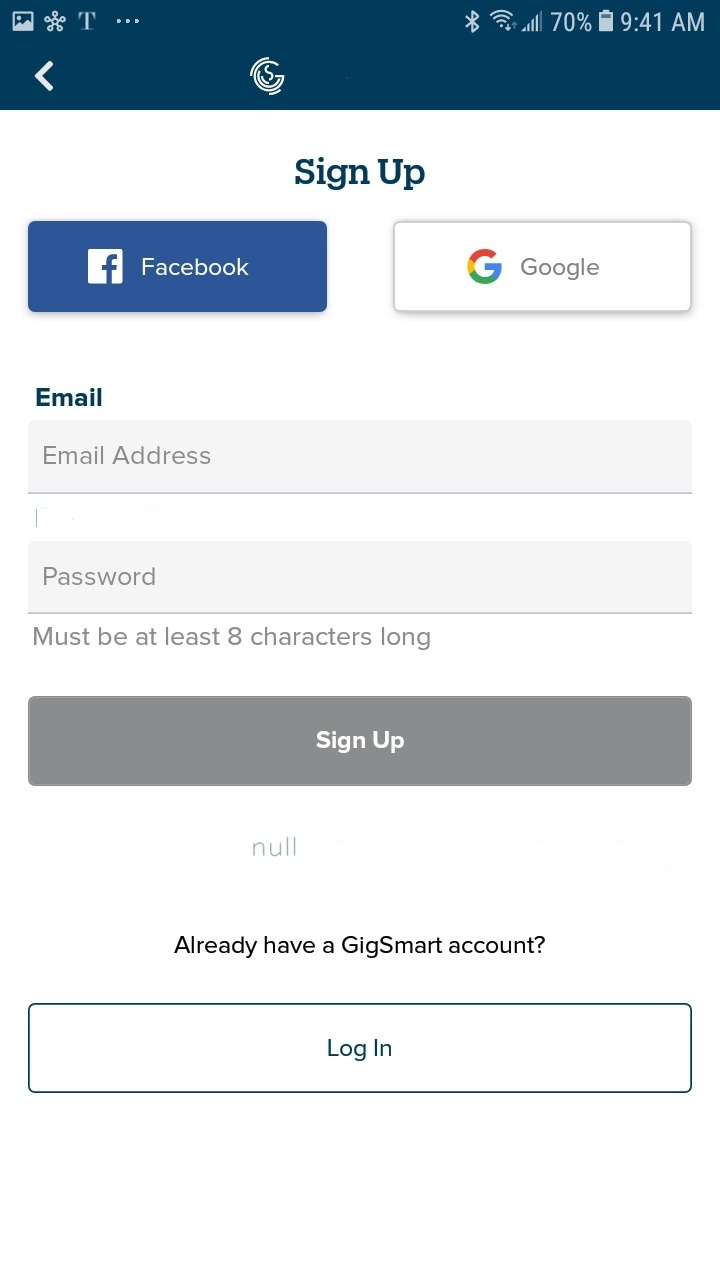 T ... 70% 9:41 AM
Sign Up
Facebook
Google
Email
Email Address
Password
Must be at least 8 characters long
Sign Up
null
Already have a GigSmart account?
Log In